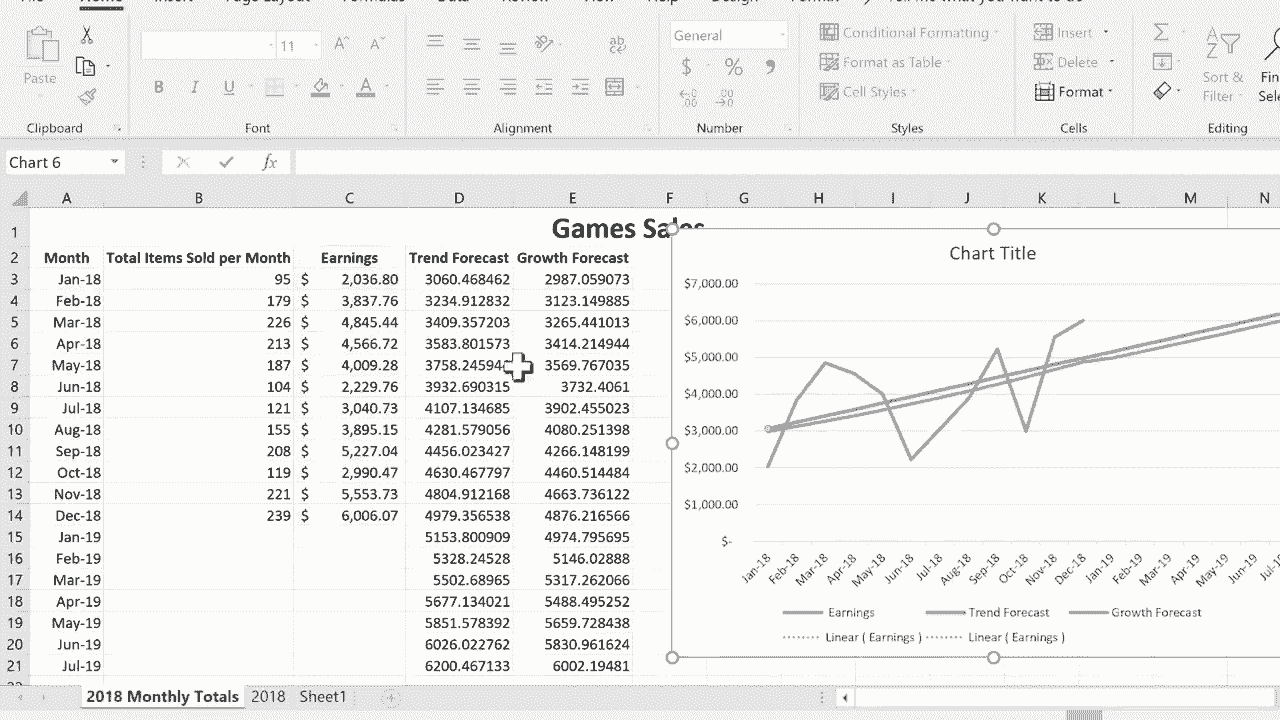 Home
11
ab
General
Conditional Formatting
Insert
Paste
B I U
A
$ % ,
Format as Table
Delete
Cell Styles
Format
Filter
Clipboard
Font
Alignment
Number
Styles
Cells
Editing
Chart 6
fx
A B C D E F G H I J K L M N
1 Games Sales
2 Month Total Items Sold per Month Earnings Trend Forecast Growth Forecast
3 Jan-18 95 $ 2,036.80 3060.468462 2987.059073
4 Feb-18 179 $ 3,837.76 3234.912832 3123.149885
5 Mar-18 226 $ 4,845.44 3409.357203 3265.441013
6 Apr-18 213 $ 4,566.72 3583.801573 3414.214944
7 May-18 187 $ 4,009.28 3758.245944 3569.767035
8 Jun-18 104 $ 2,229.76 3932.690315 3732.4061
9 Jul-18 121 $ 3,040.73 4107.134685 3902.455023
10 Aug-18 155 $ 3,895.15 4281.579056 4080.251398
11 Sep-18 208 $ 5,227.04 4456.023427 4266.148199
12 Oct-18 119 $ 2,990.47 4630.467797 4460.514484
13 Nov-18 221 $ 5,553.73 4804.912168 4663.736122
14 Dec-18 239 $ 6,006.07 4979.356538 4876.216566
15 Jan-19 5153.800909 4974.795695
16 Feb-19 5328.24528 5146.02888
17 Mar-19 5502.68965 5317.262066
18 Apr-19 5677.134021 5488.495252
19 May-19 5851.578392 5659.728438
20 Jun-19 6026.022762 5830.961624
21 Jul-19 6200.467133 6002.19481
Chart Title
$7,000.00
$6,000.00
$5,000.00
$4,000.00
$3,000.00
$2,000.00
$1,000.00
$-
Jan-18 Feb-18 Mar-18 Apr-18 May-18 Jun-18 Jul-18 Aug-18 Sep-18 Oct-18 Nov-18 Dec-18 Jan-19 Feb-19 Mar-19 Apr-19 May-19 Jun-19
Earnings Trend Forecast Growth Forecast
Linear ( Earnings ) Linear ( Earnings )
2018 Monthly Totals 2018 Sheet1